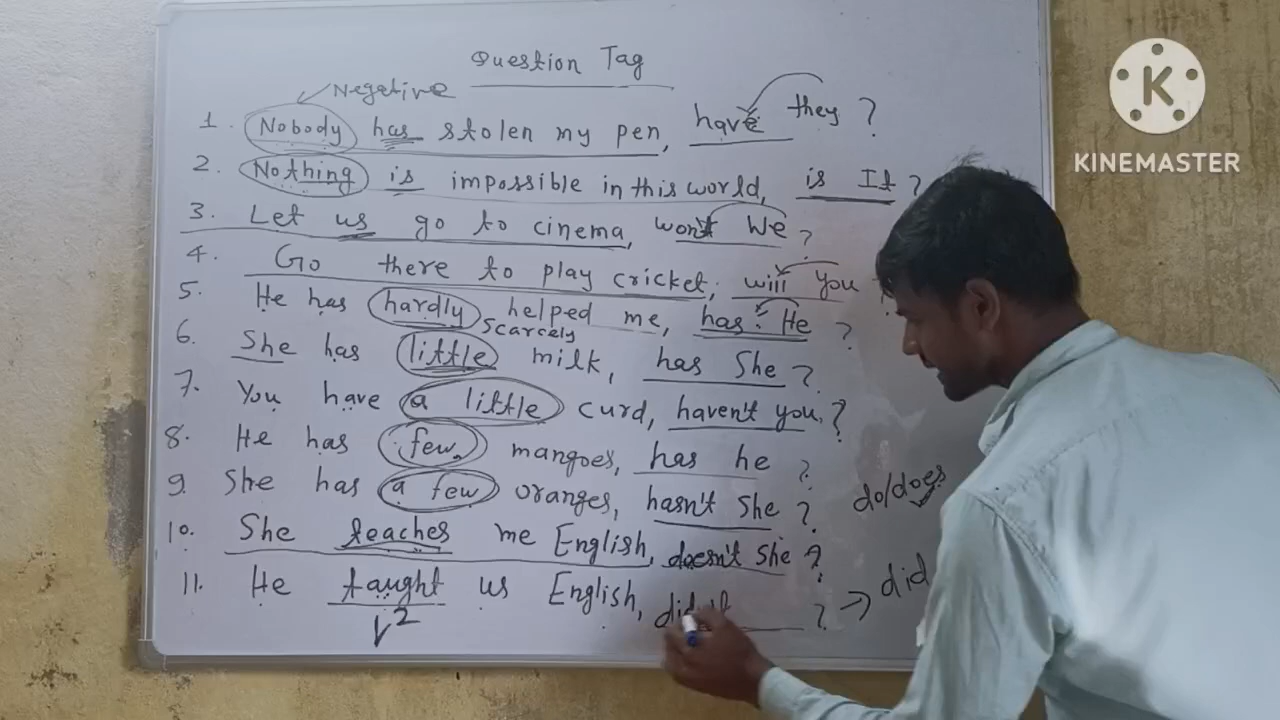 Question Tag
Negative
1. Nobody has stolen my pen, have they ?
2. Nothing is impossible in this world, is It ?
3. Let us go to cinema, won't We ?
4. Go there to play cricket, will you ?
5. He has hardly helped me, has He ?
Scarcely
6. She has little milk, has She ?
7. You have a little curd, haven't you ?
8. He has few mangoes, has he ?
9. She has a few oranges, hasn't She ?
do/does
10. She teaches me English, doesn't She ?
11. He taught us English, ? → did
V²
KINEMASTER